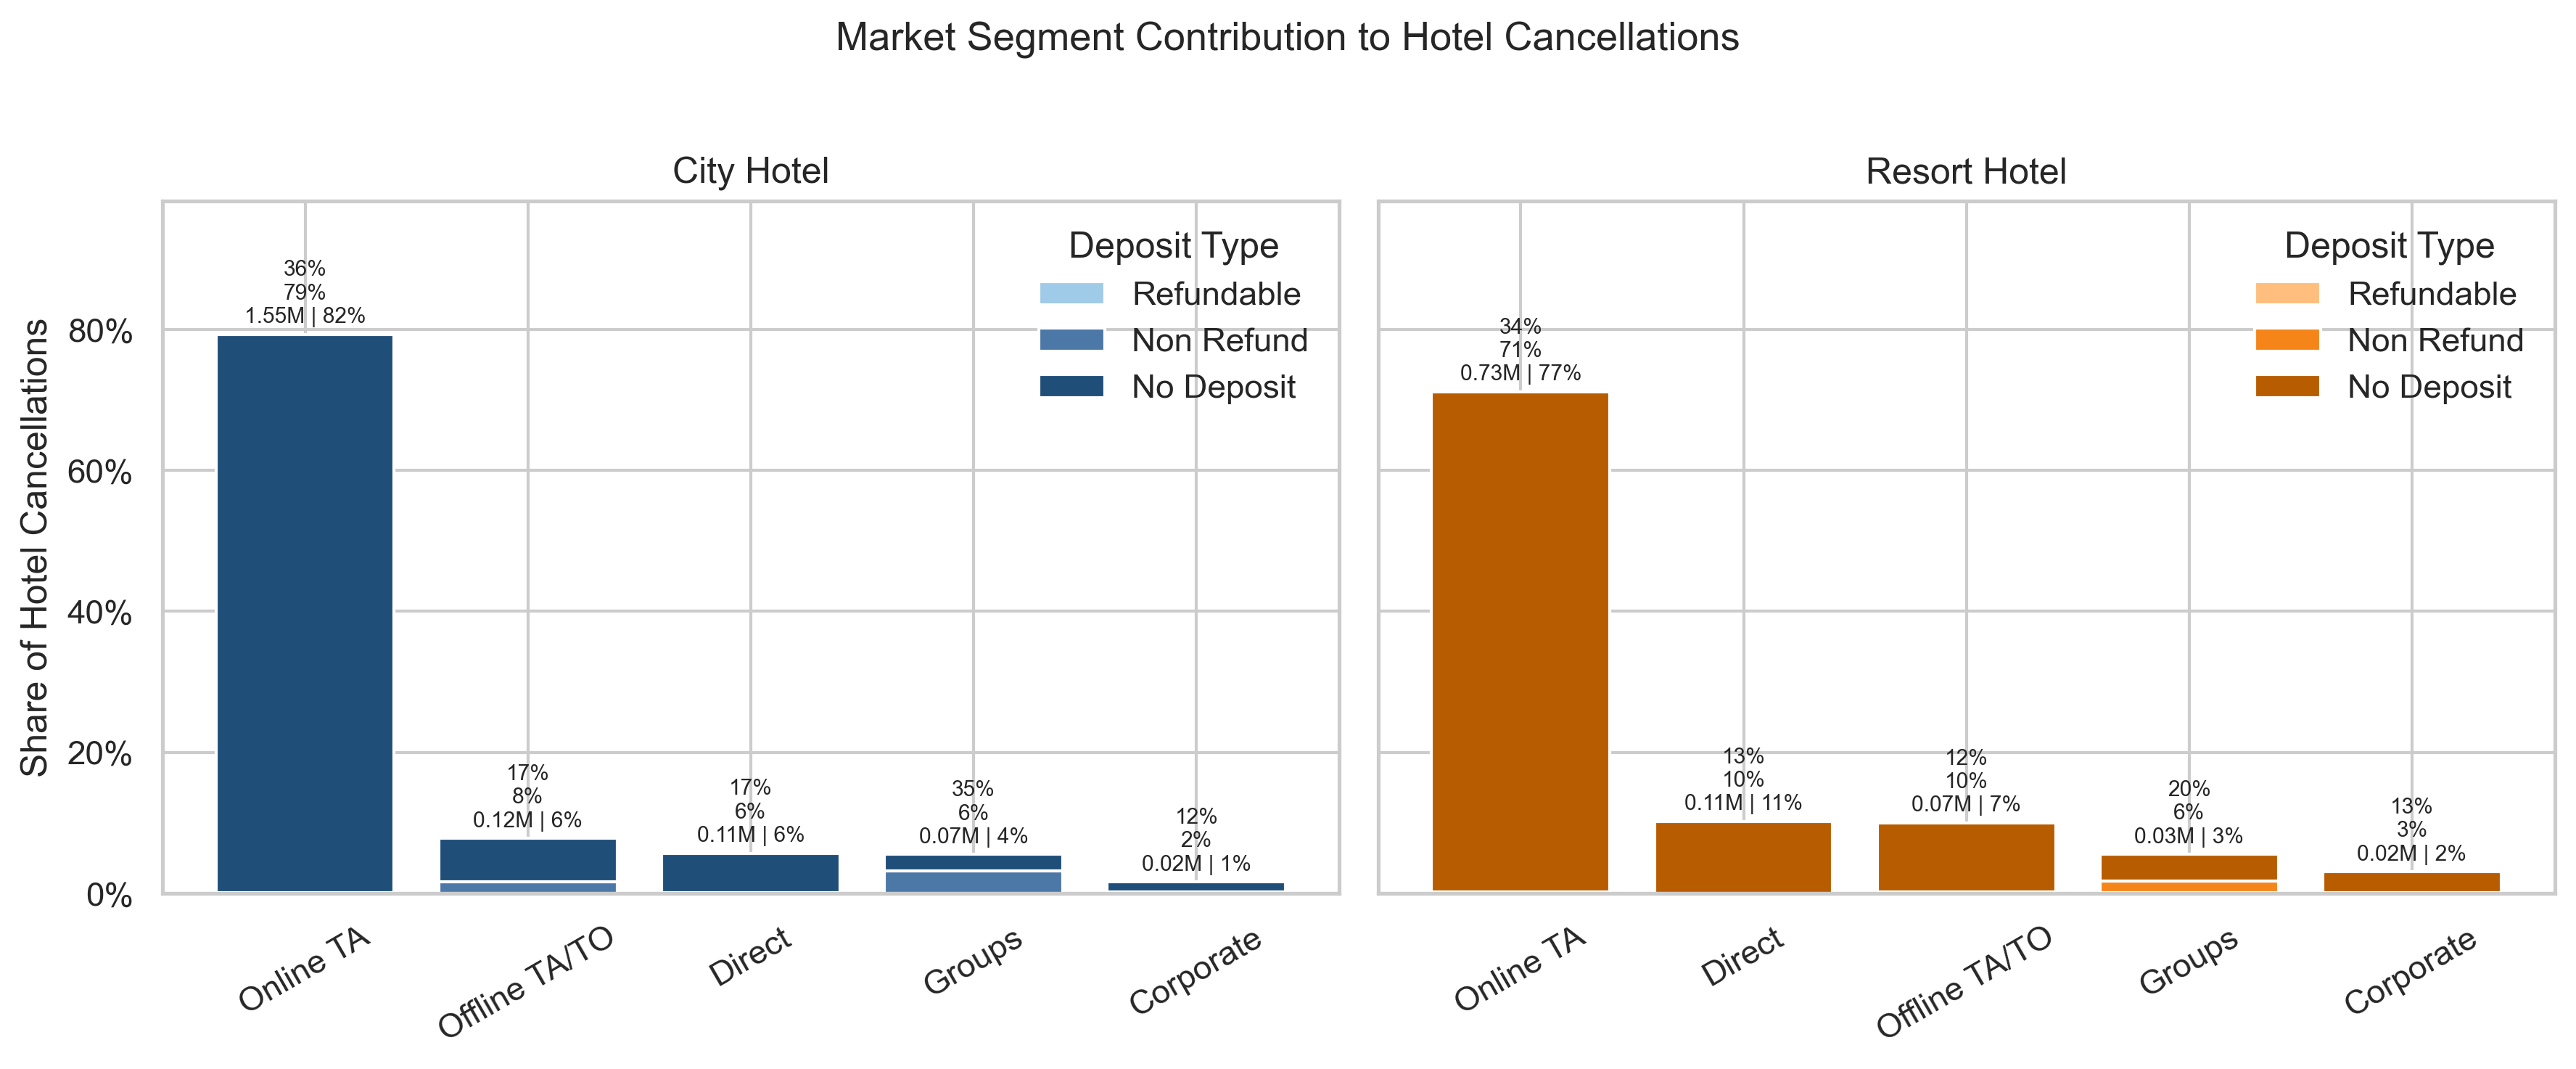 Market Segment Contribution to Hotel Cancellations
City Hotel
Share of Hotel Cancellations
80%
60%
40%
20%
0%
36%
79%
1.55M | 82%
17%
8%
0.12M | 6%
17%
6%
0.11M | 6%
35%
6%
0.07M | 4%
12%
2%
0.02M | 1%
Deposit Type
Refundable
Non Refund
No Deposit
Online TA
Offline TA/TO
Direct
Groups
Corporate
Resort Hotel
34%
71%
0.73M | 77%
13%
10%
0.11M | 11%
12%
10%
0.07M | 7%
20%
6%
0.03M | 3%
13%
3%
0.02M | 2%
Deposit Type
Refundable
Non Refund
No Deposit
Online TA
Direct
Offline TA/TO
Groups
Corporate